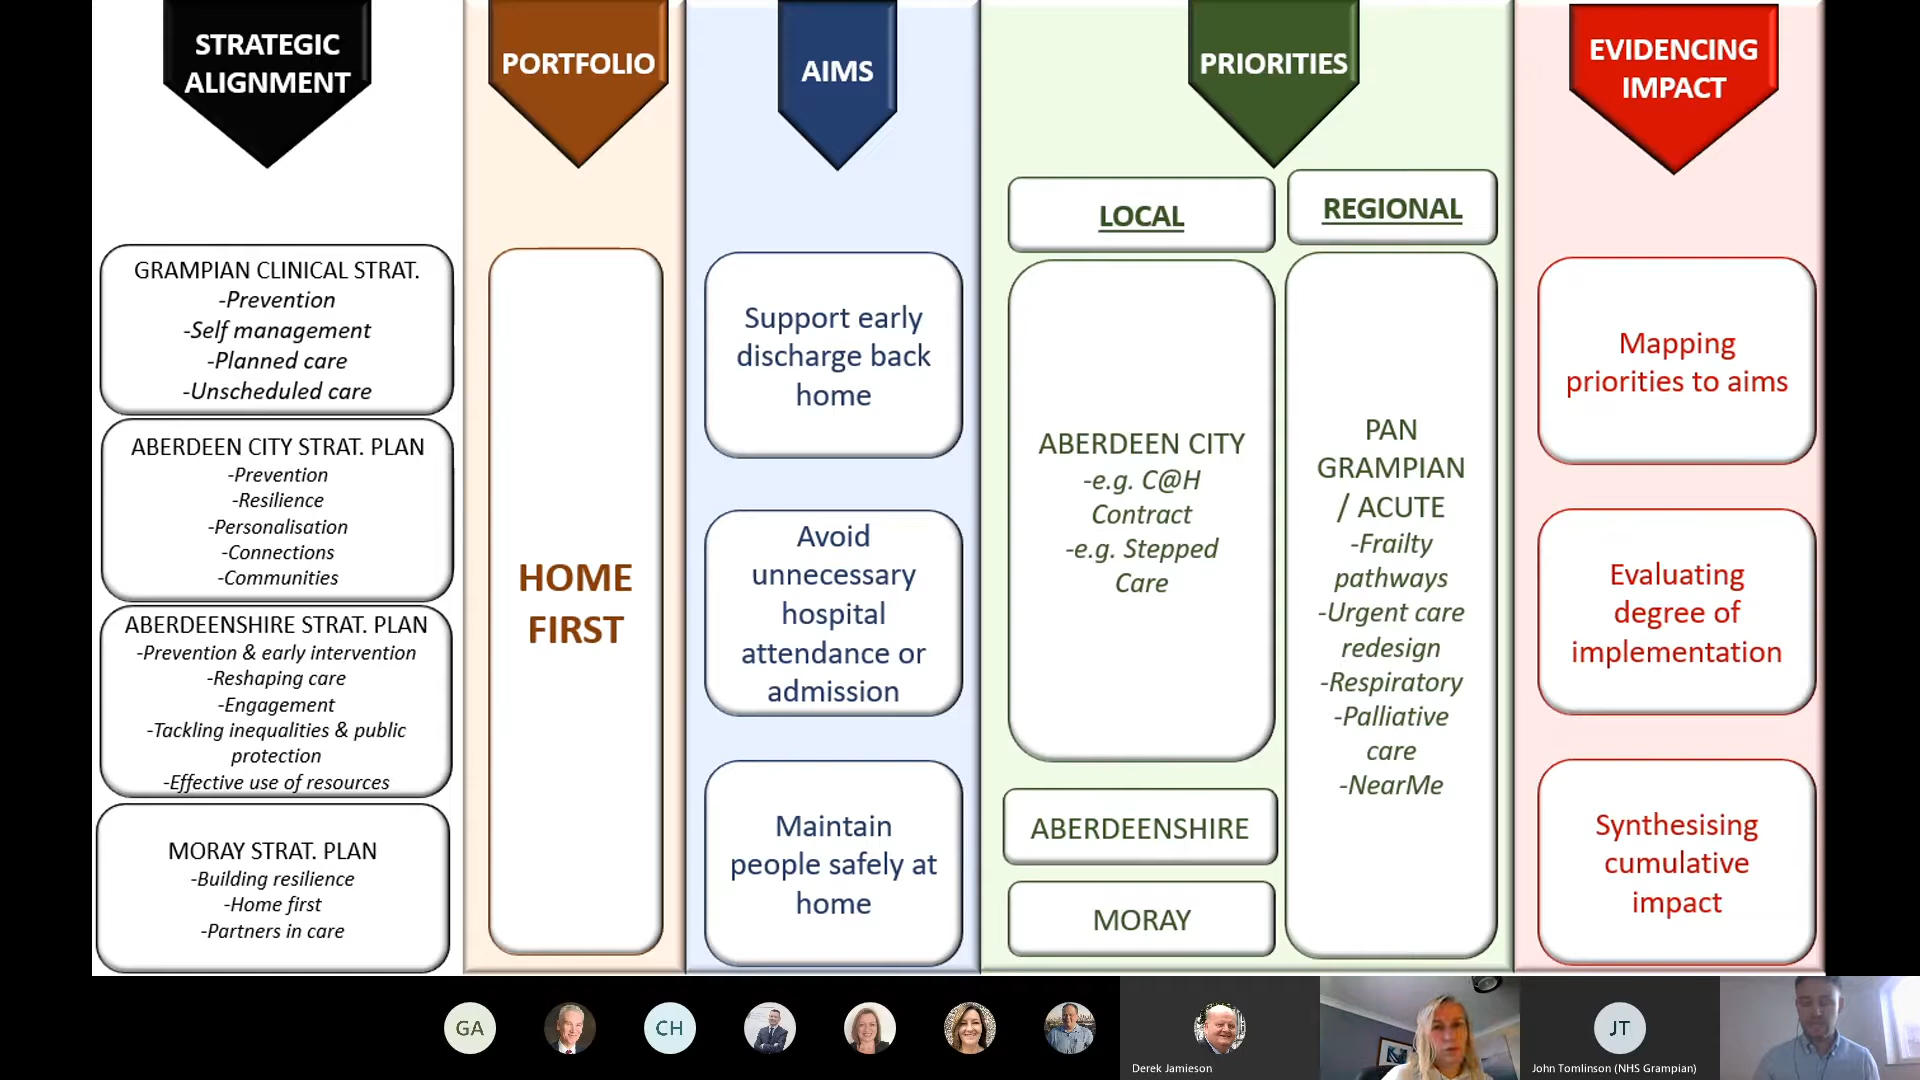 STRATEGIC
ALIGNMENT
GRAMPIAN CLINICAL STRAT.
-Prevention
-Self management
-Planned care
-Unscheduled care
ABERDEEN CITY STRAT. PLAN
-Prevention
-Resilience
-Personalisation
-Connections
-Communities
ABERDEENSHIRE STRAT. PLAN
-Prevention & early intervention
-Reshaping care
-Engagement
-Tackling inequalities & public
protection
-Effective use of resources
MORAY STRAT. PLAN
-Building resilience
-Home first
-Partners in care
PORTFOLIO
HOME
FIRST
AIMS
Support early
discharge back
home
Avoid
unnecessary
hospital
attendance or
admission
Maintain
people safely at
home
PRIORITIES
LOCAL
ABERDEEN CITY
-e.g. C@H
Contract
-e.g. Stepped
Care
ABERDEENSHIRE
MORAY
REGIONAL
PAN
GRAMPIAN
/ ACUTE
-Frailty
pathways
-Urgent care
redesign
-Respiratory
-Palliative
care
-NearMe
EVIDENCING
IMPACT
Mapping
priorities to aims
Evaluating
degree of
implementation
Synthesising
cumulative
impact
GA
CH
Derek Jamieson
JT
John Tomlinson (NHS Grampian)